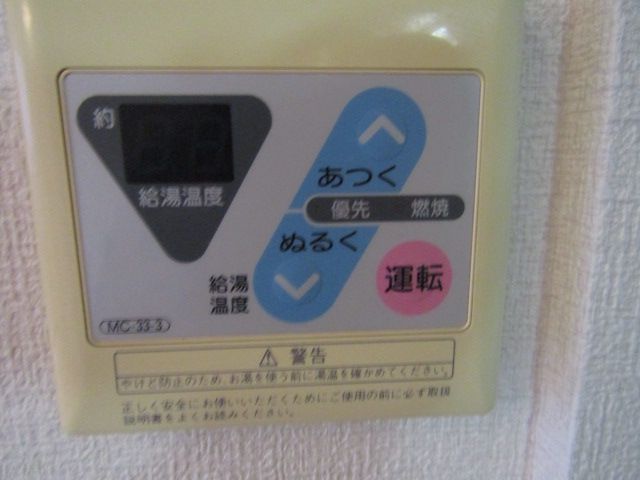 約
給湯温度
あつく
優先 燃焼
ぬるく
給湯
温度
運転
MC-33-3
警告
やけど防止のため、お湯を使う前に湯温を確かめてください。
正しく安全にお使いいただくためにご使用の前に必ず取扱
説明書をよくお読みください。